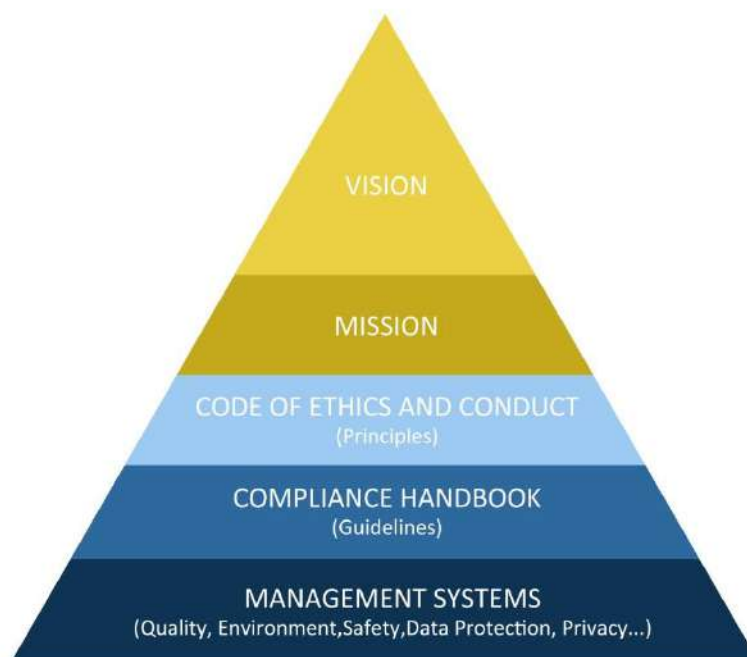 VISION
MISSION
CODE OF ETHICS AND CONDUCT
(Principles)
COMPLIANCE HANDBOOK
(Guidelines)
MANAGEMENT SYSTEMS
(Quality, Environment,Safety,Data Protection, Privacy...)